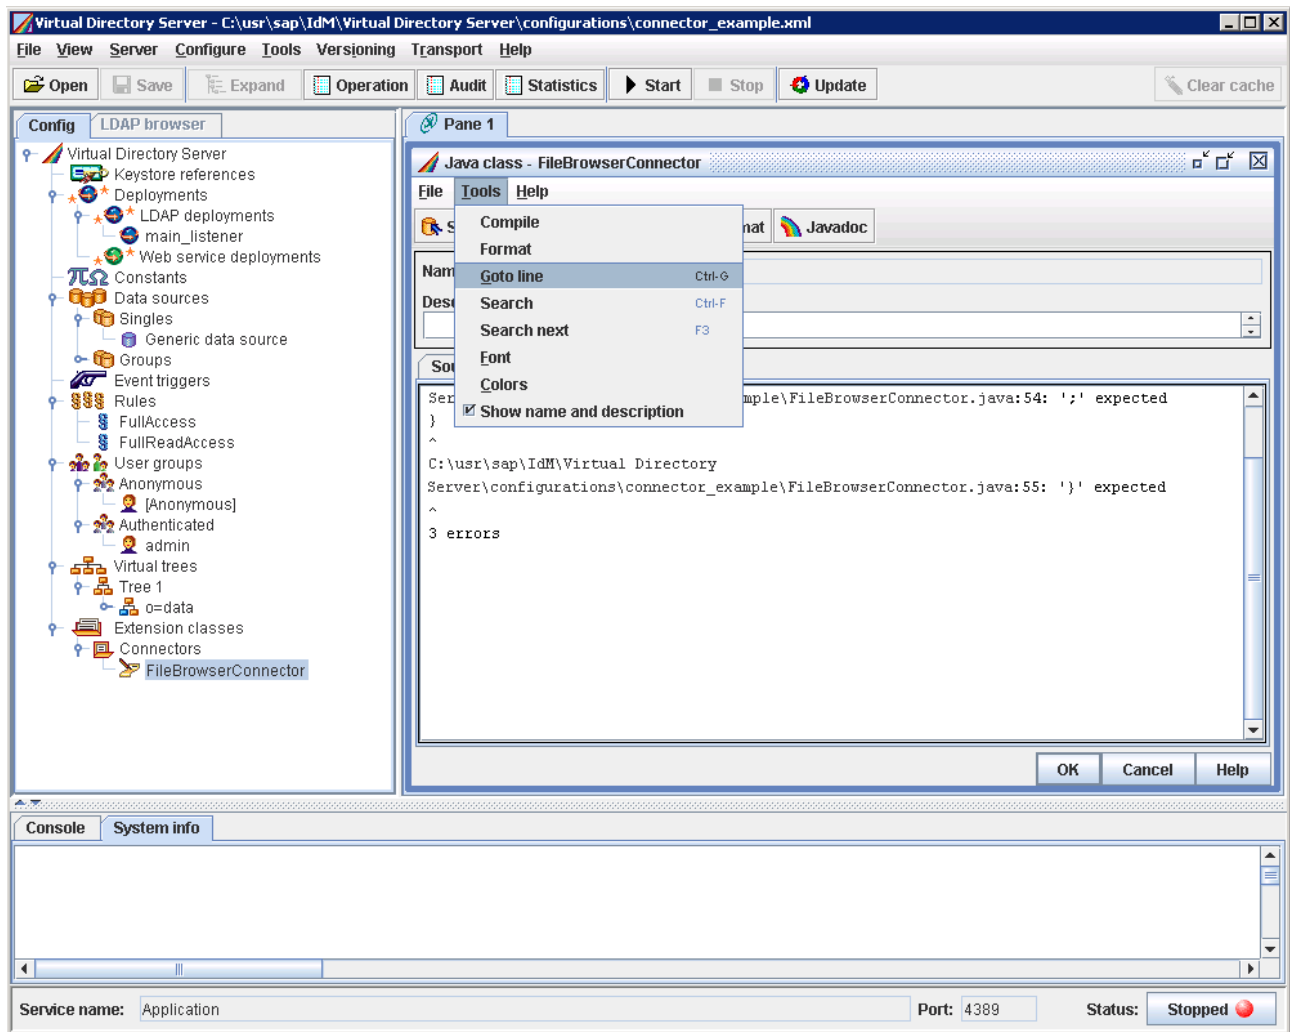 Virtual Directory Server - C:\usr\sap\IdM\Virtual Directory Server\configurations\connector_example.xml
File View Server Configure Tools Versioning Transport Help
Open Save Expand Operation Audit Statistics Start Stop Update Clear cache
Config LDAP browser
Virtual Directory Server
Keystore references
Deployments
LDAP deployments
main_listener
Web service deployments
Constants
Data sources
Singles
Generic data source
Groups
Event triggers
Rules
FullAccess
FullReadAccess
User groups
Anonymous
[Anonymous]
Authenticated
admin
Virtual trees
Tree 1
o=data
Extension classes
Connectors
FileBrowserConnector
Pane 1
Java class - FileBrowserConnector
File Tools Help
Javadoc
Compile
Format
Goto line Ctrl-G
Search Ctrl-F
Search next F3
Font
Colors
Show name and description
mple\FileBrowserConnector.java:54: ';' expected
}
^
C:\usr\sap\IdM\Virtual Directory
Server\configurations\connector_example\FileBrowserConnector.java:55: '}' expected
^
3 errors
OK Cancel Help
Console System info
Service name: Application Port: 4389 Status: Stopped